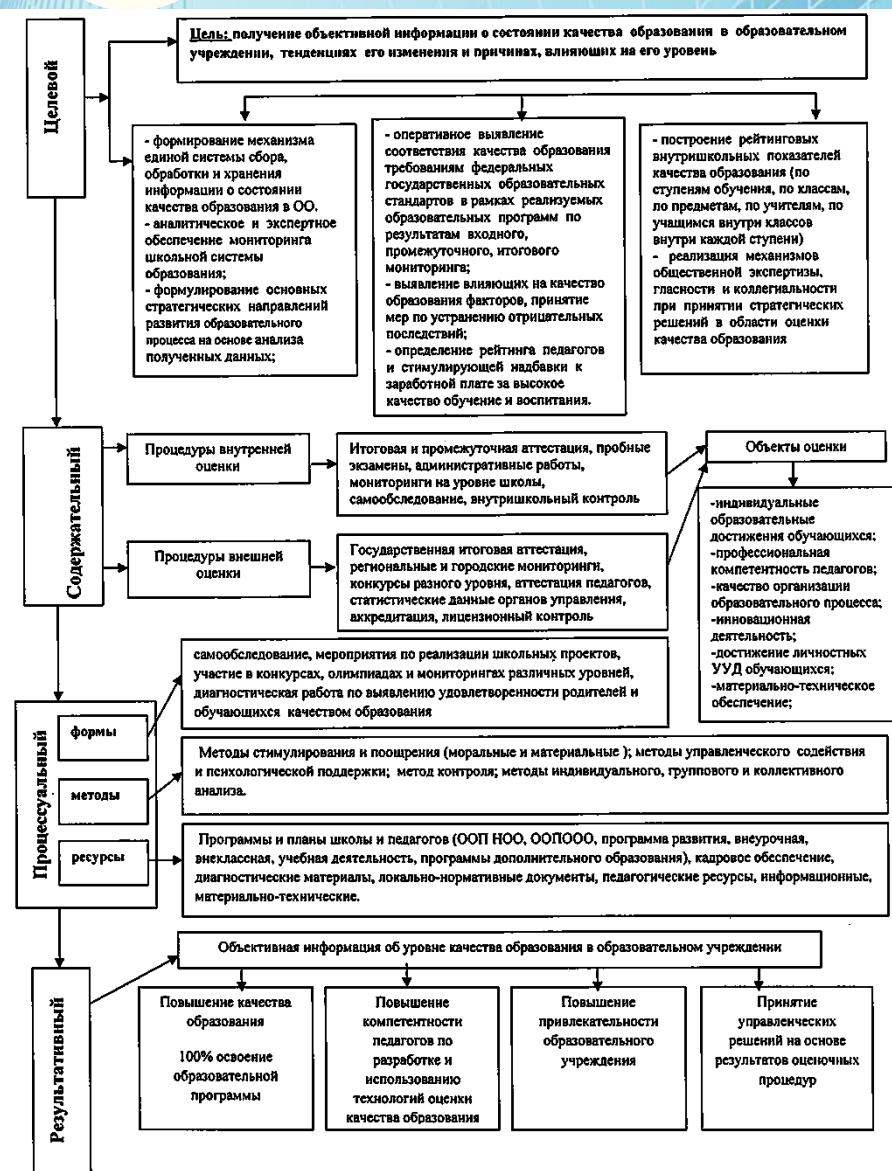 Целевой
Цель: получение объективной информации о состоянии качества образования в образовательном
учреждении, тенденциях его изменения и причинах, влияющих на его уровень
- формирование механизма
единой системы сбора,
обработки и хранения
информации о состоянии
качества образования в ОО.
- аналитическое и экспертное
обеспечение мониторинга
школьной системы
образования;
- формулирование основных
стратегических направлений
развития образовательного
процесса на основе анализа
полученных данных;
- оперативное выявление
соответствия качества образования
требованиям федеральных
государственных образовательных
стандартов в рамках реализуемых
образовательных программ по
результатам входного,
промежуточного, итогового
мониторинга;
- выявление влияющих на качество
образования факторов, принятие
мер по устранению отрицательных
последствий;
- определение рейтинга педагогов
и стимулирующей надбавки к
заработной плате за высокое
качество обучение и воспитания.
- построение рейтинговых
внутришкольных показателей
качества образования (по
ступеням обучения, по классам,
по предметам, по учителям, по
учащимся внутри классов
внутри каждой ступени)
- реализация механизмов
общественной экспертизы,
гласности и коллегиальности
при принятии стратегических
решений в области оценки
качества образования
Содержательный
Процедуры внутренней
оценки
Итоговая и промежуточная аттестация, пробные
экзамены, административные работы,
мониторинги на уровне школы,
самообследование, внутришкольный контроль
Объекты оценки
Процедуры внешней
оценки
Государственная итоговая аттестация,
региональные и городские мониторинги,
конкурсы разного уровня, аттестация педагогов,
статистические данные органов управления,
аккредитация, лицензионный контроль
-индивидуальные
образовательные
достижения обучающихся;
-профессиональная
компетентность педагогов;
-качество организации
образовательного процесса;
-инновационная
деятельность;
-достижение личностных
УУД обучающихся;
-материально-техническое
обеспечение;
Процессуальный
формы
самообследование, мероприятия по реализации школьных проектов,
участие в конкурсах, олимпиадах и мониторингах различных уровней,
диагностическая работа по выявлению удовлетворенности родителей и
обучающихся качеством образования
методы
Методы стимулирования и поощрения (моральные и материальные ); методы управленческого содействия
и психологической поддержки; метод контроля; методы индивидуального, группового и коллективного
анализа.
ресурсы
Программы и планы школы и педагогов (ООП НОО, ООПООО, программа развития, внеурочная,
внеклассная, учебная деятельность, программы дополнительного образования), кадровое обеспечение,
диагностические материалы, локально-нормативные документы, педагогические ресурсы, информационные,
материально-технические.
Результативный
Объективная информация об уровне качества образования в образовательном учреждении
Повышение качества
образования
100% освоение
образовательной
программы
Повышение
компетентности
педагогов по
разработке и
использованию
технологий оценки
качества образования
Повышение
привлекательности
образовательного
учреждения
Принятие
управленческих
решений на основе
результатов оценочных
процедур